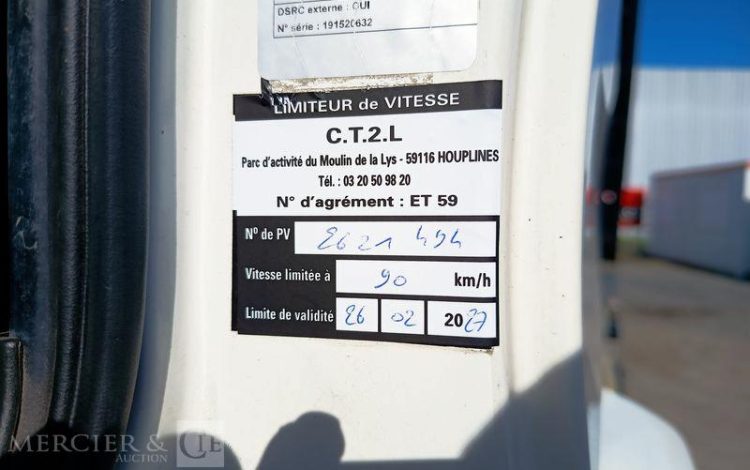 DSRC externe : OUI
N° série : 191520632
LIMITEUR de VITESSE
C.T.2.L
Parc d'activité du Moulin de la Lys - 59116 HOUPLINES
Tél. : 03 20 50 98 20
N° d'agrément : ET 59
N° de PV 2621 494
Vitesse limitée à 90 km/h
Limite de validité 26 02 2027
MERCIER & CIE
AUCTION